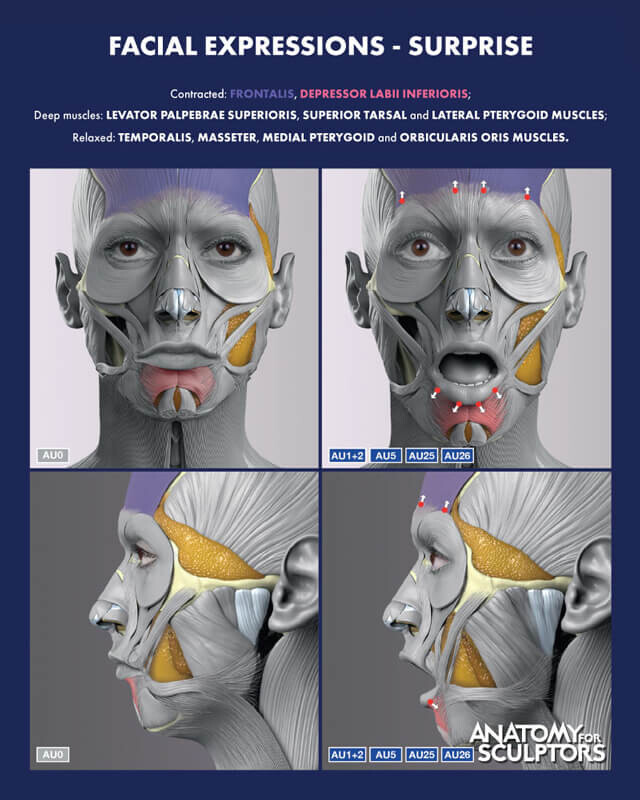 FACIAL EXPRESSIONS - SURPRISE
Contracted: FRONTALIS, DEPRESSOR LABII INFERIORIS;
Deep muscles: LEVATOR PALPEBRAE SUPERIORIS, SUPERIOR TARSAL and LATERAL PTERYGOID MUSCLES;
Relaxed: TEMPORALIS, MASSETER, MEDIAL PTERYGOID and ORBICULARIS ORIS MUSCLES.
AU0
AU1+2 AU5 AU25 AU26
AU0
AU1+2 AU5 AU25 AU26
ANATOMY FOR
SCULPTORS